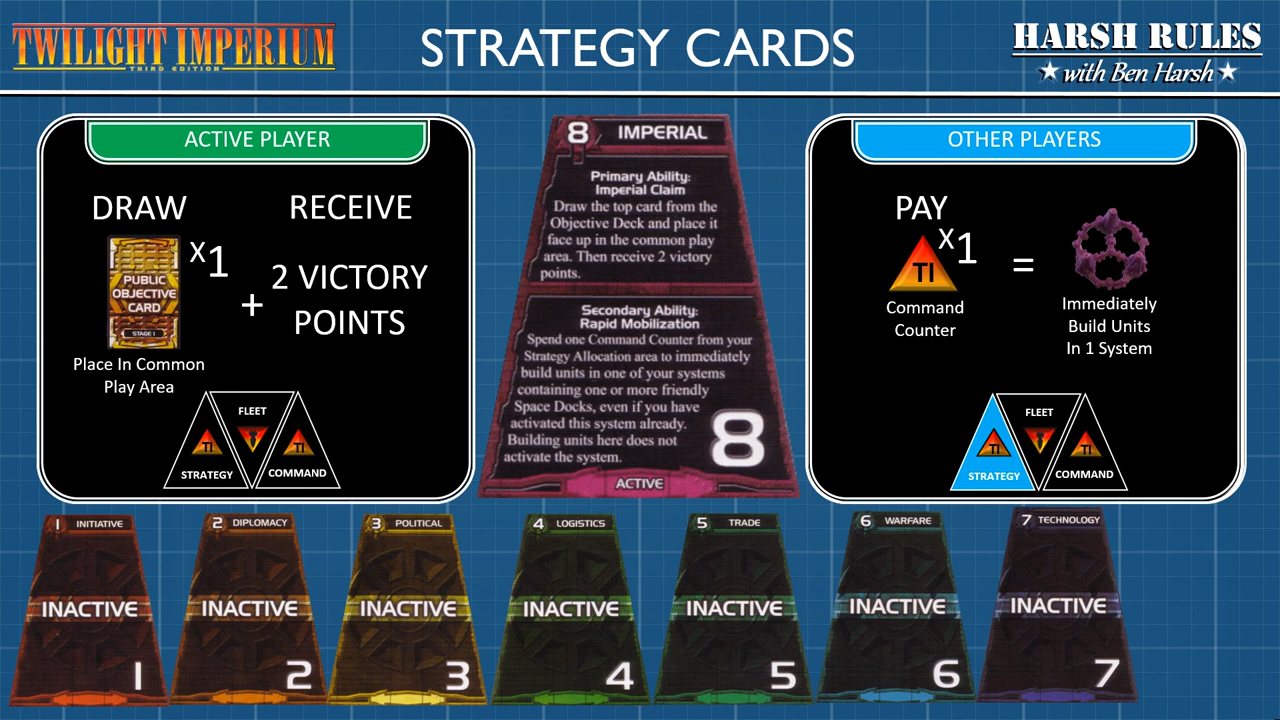 TWILIGHT IMPERIUM
THIRD EDITION
STRATEGY CARDS
HARSH RULES
with Ben Harsh
ACTIVE PLAYER
DRAW
RECEIVE
PUBLIC
OBJECTIVE
CARD
STAGE I
X1
+
2 VICTORY
POINTS
Place In Common
Play Area
FLEET
TI
TI
STRATEGY
COMMAND
8 IMPERIAL
Primary Ability:
Imperial Claim
Draw the top card from the
Objective Deck and place it
face up in the common play
area. Then receive 2 victory
points.
Secondary Ability:
Rapid Mobilization
Spend one Command Counter from your
Strategy Allocation area to immediately
build units in one of your systems
containing one or more friendly
Space Docks, even if you have
activated this system already.
Building units here does not
activate the system.
8
ACTIVE
OTHER PLAYERS
PAY
X1
TI
=
Command
Counter
Immediately
Build Units
In 1 System
FLEET
TI
TI
STRATEGY
COMMAND
1 INITIATIVE
INACTIVE
1
2 DIPLOMACY
INACTIVE
2
3 POLITICAL
INACTIVE
3
4 LOGISTICS
INACTIVE
4
5 TRADE
INACTIVE
5
6 WARFARE
INACTIVE
6
7 TECHNOLOGY
INACTIVE
7